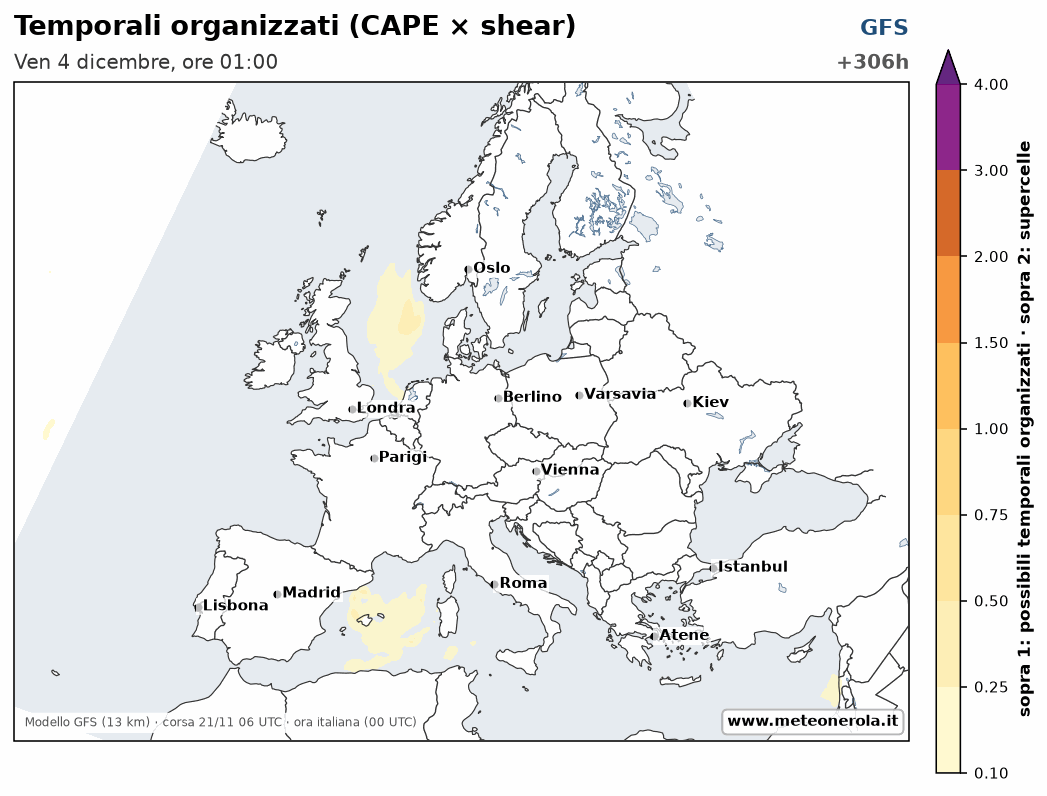 Temporali organizzati (CAPE × shear)
GFS
Ven 4 dicembre, ore 01:00
+306h
4.00
3.00
2.00
1.50
1.00
0.75
0.50
0.25
0.10
sopra 1: possibili temporali organizzati · sopra 2: supercelle
Oslo
Berlino
Varsavia
Kiev
Londra
Parigi
Vienna
Istanbul
Roma
Madrid
Lisbona
Atene
Modello GFS (13 km) · corsa 21/11 06 UTC · ora italiana (00 UTC)
www.meteonerola.it